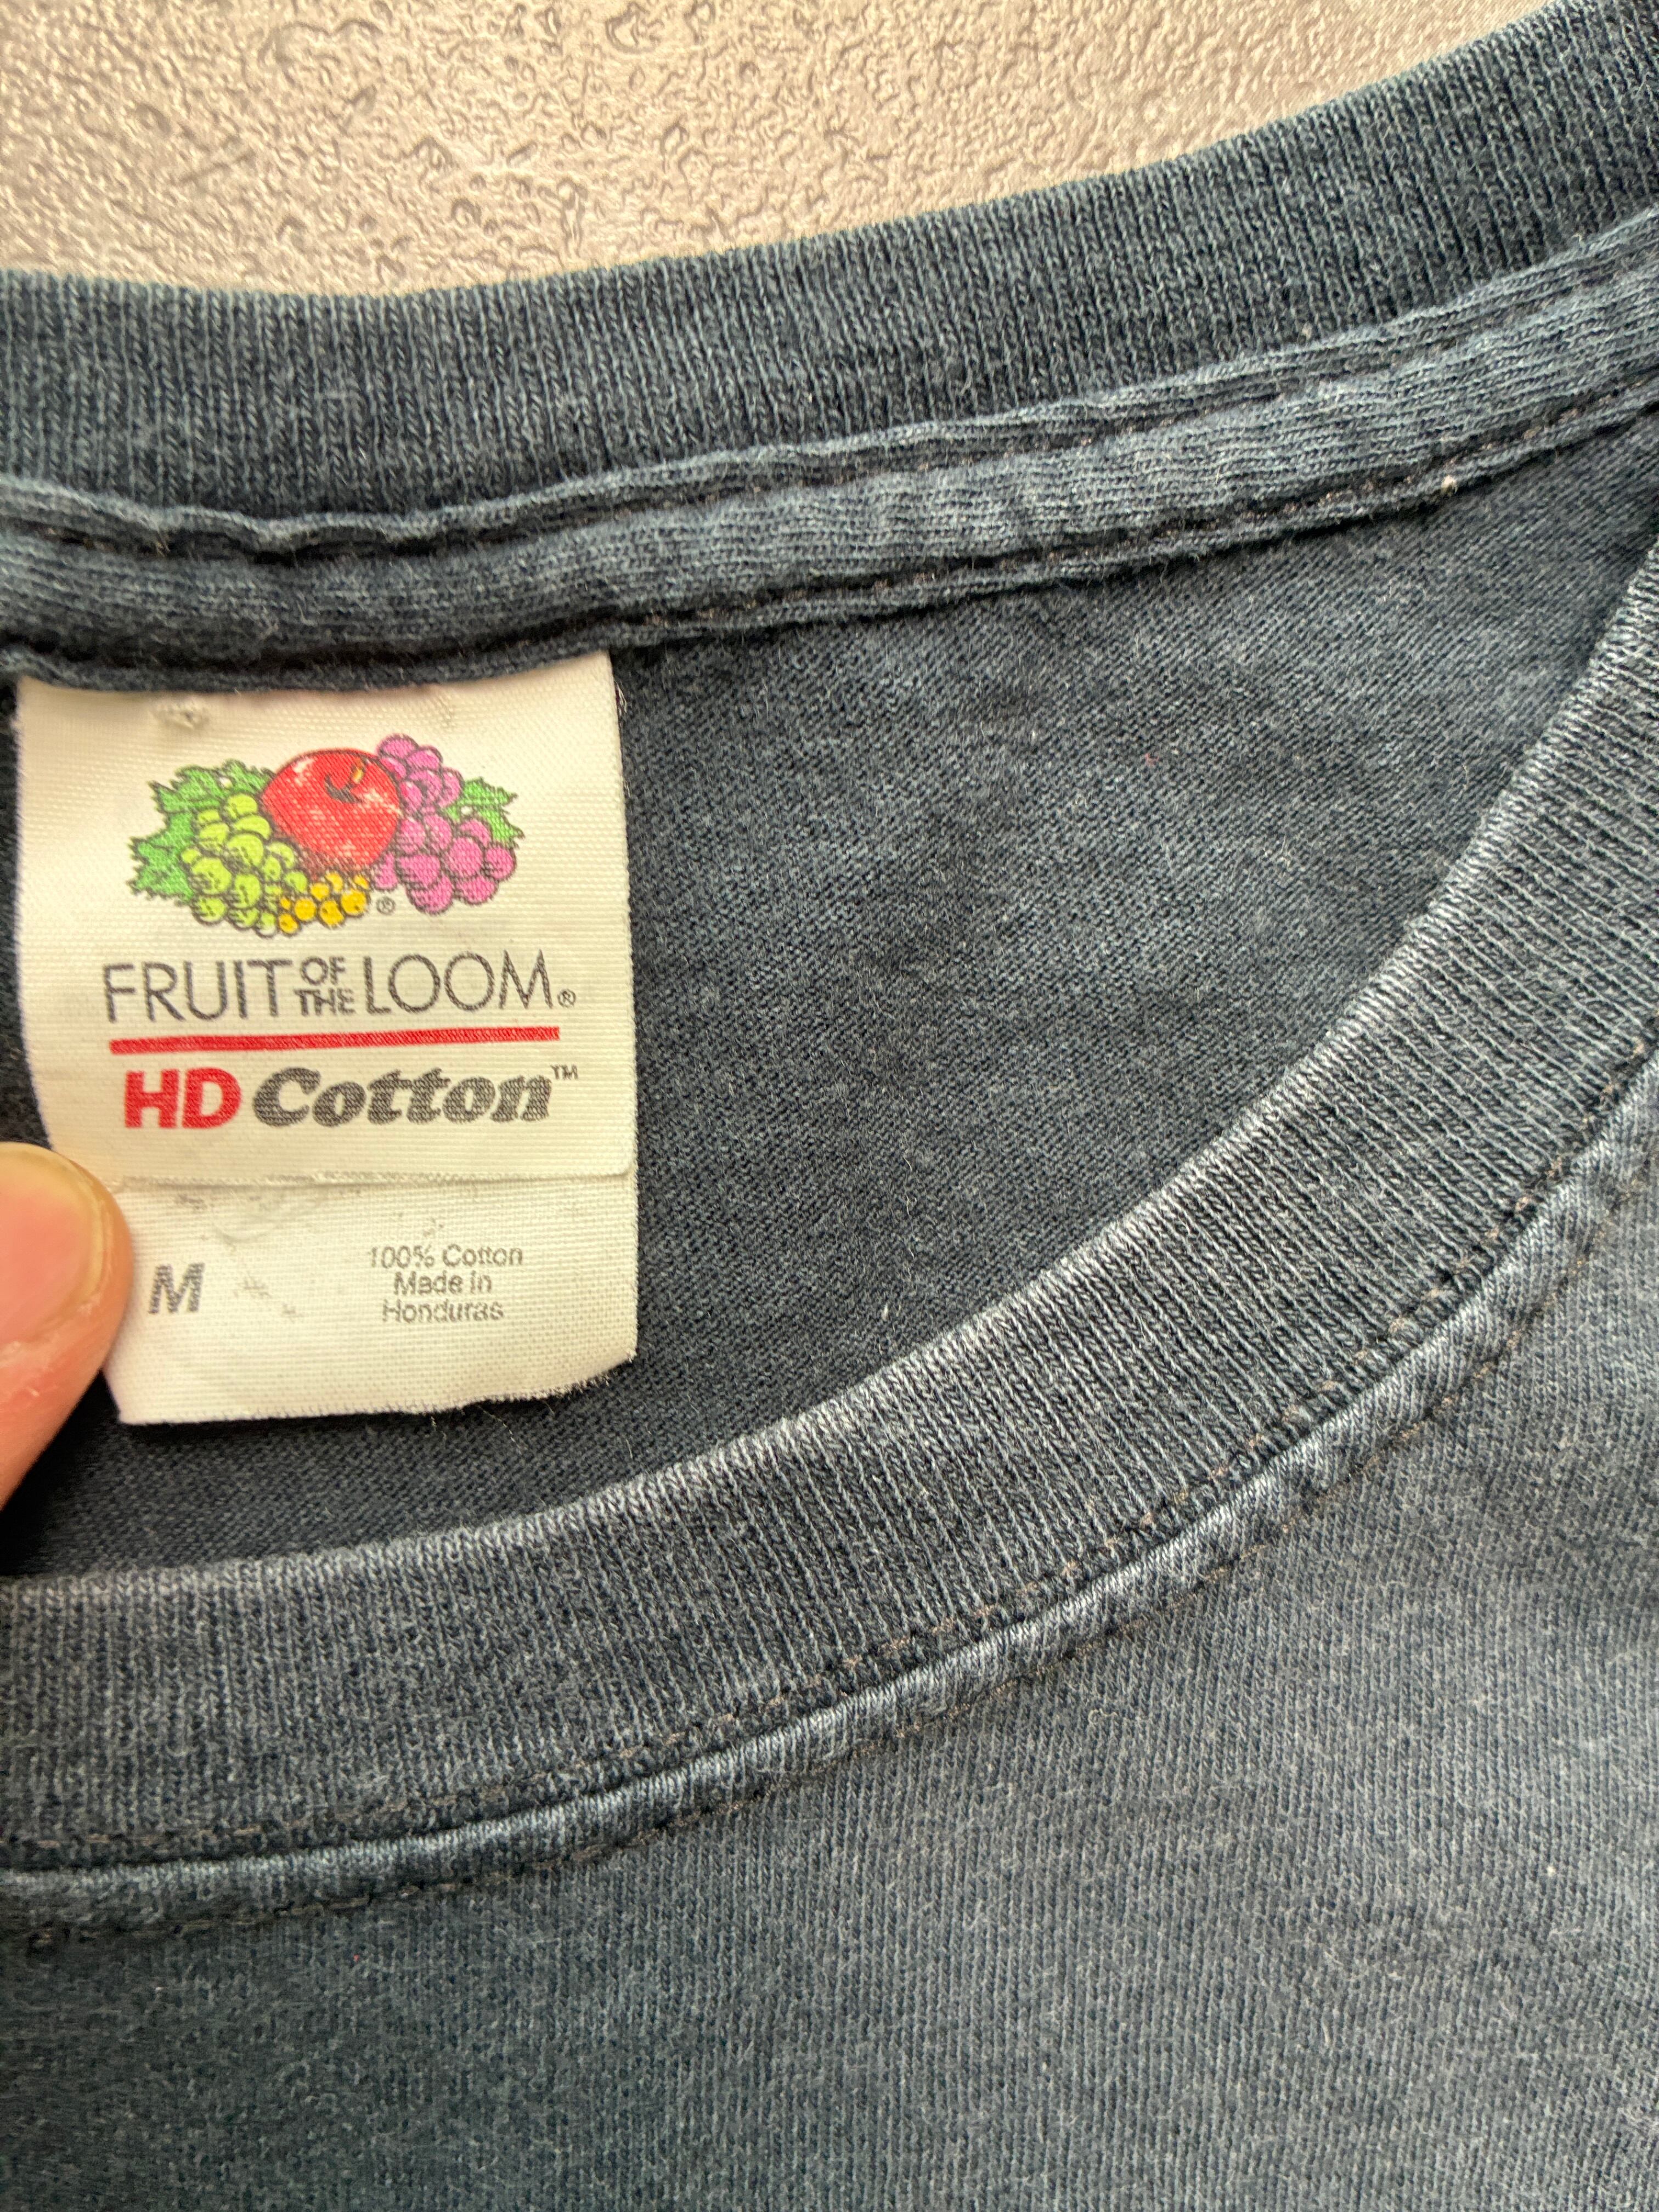 ®
FRUIT OF THE LOOM®
HD Cotton™
M
100% Cotton
Made in
Honduras